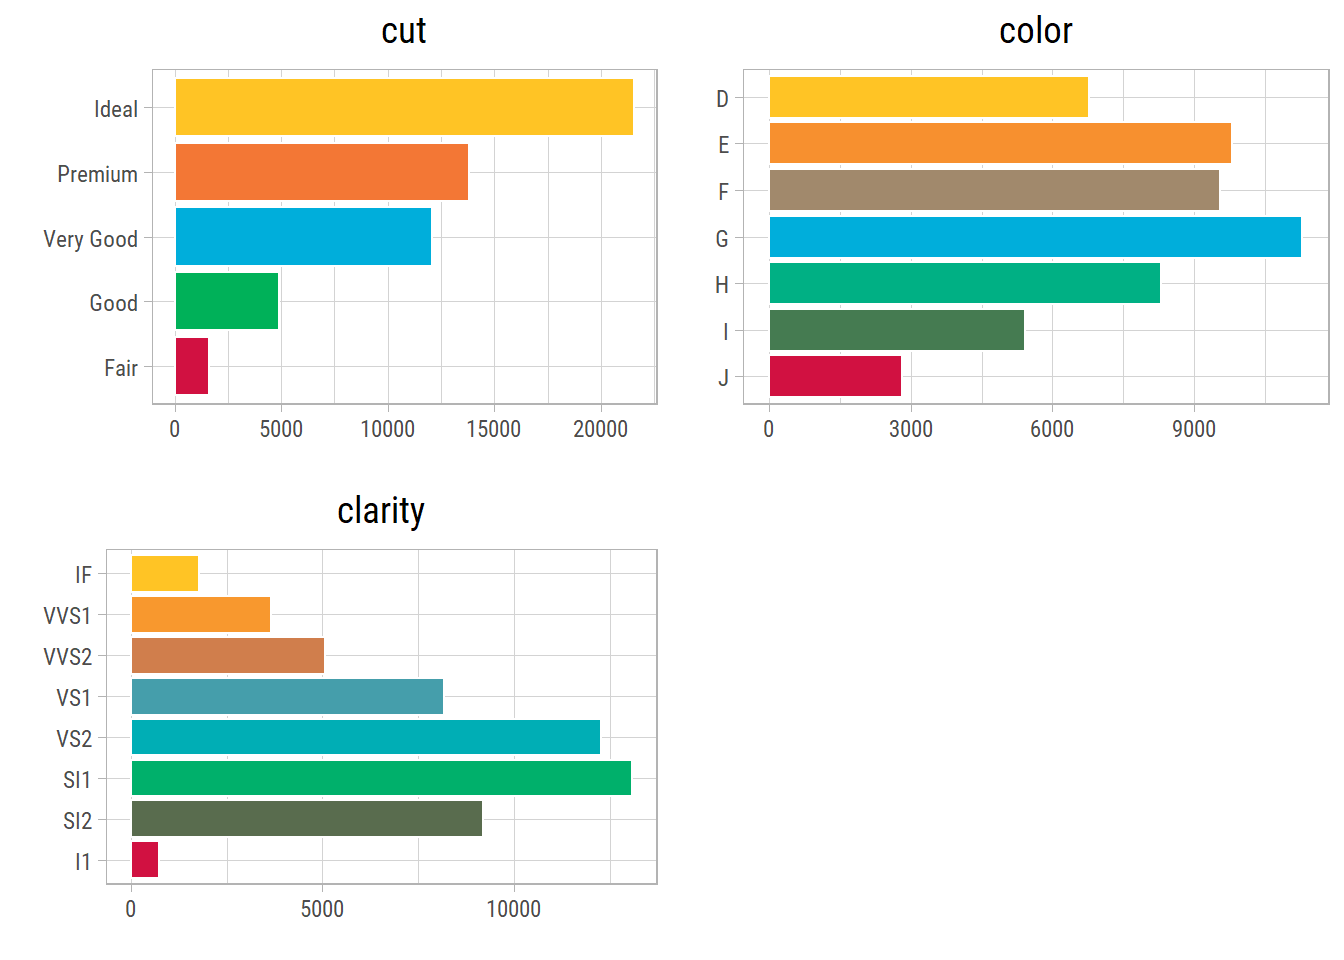 cut
Ideal
Premium
Very Good
Good
Fair
0 5000 10000 15000 20000
color
D
E
F
G
H
I
J
0 3000 6000 9000
clarity
IF
VVS1
VVS2
VS1
VS2
SI1
SI2
I1
0 5000 10000